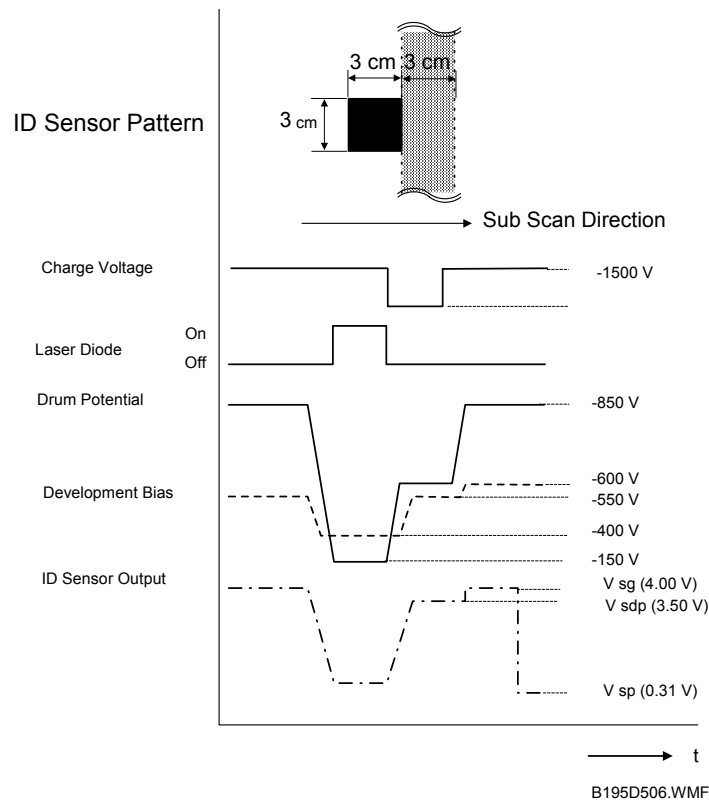 3 cm 3 cm
ID Sensor Pattern
3 cm
Sub Scan Direction
Charge Voltage
-1500 V
On
Laser Diode
Off
Drum Potential
-850 V
-600 V
Development Bias
-550 V
-400 V
-150 V
ID Sensor Output
V sg (4.00 V)
V sdp (3.50 V)
V sp (0.31 V)
t
B195D506.WMF